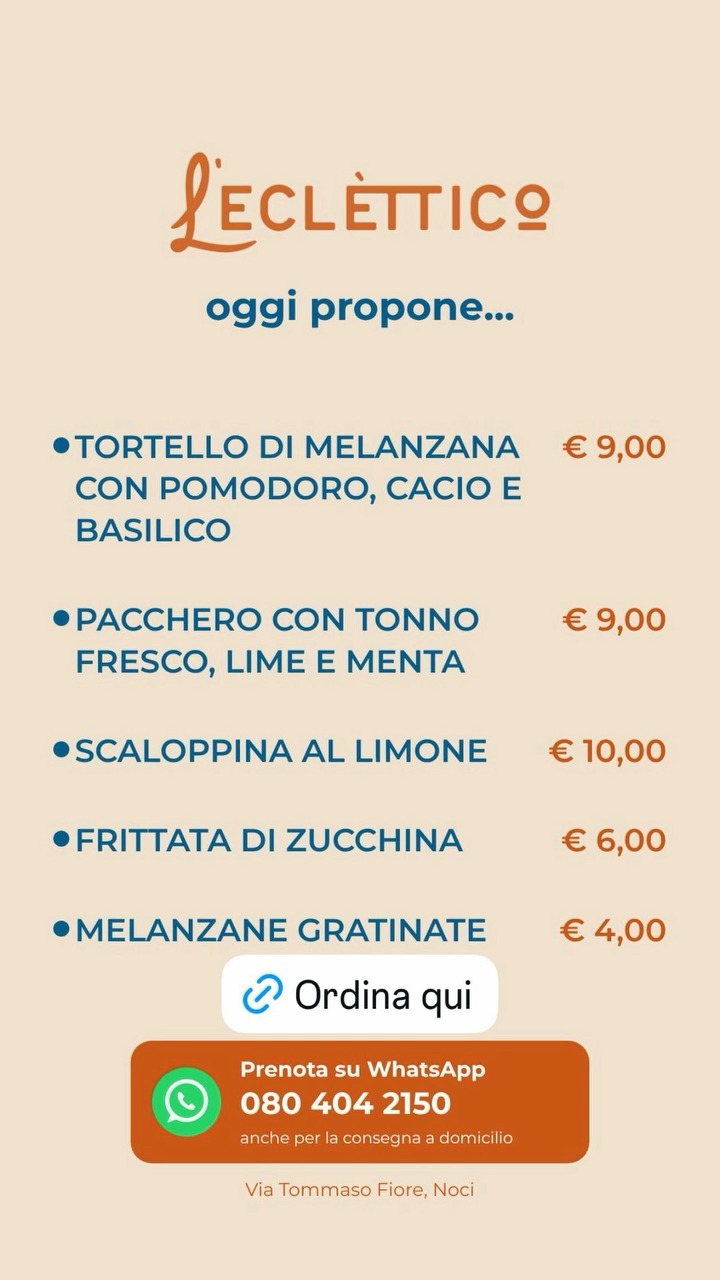 L'ECLÈTTICO
oggi propone...
•TORTELLO DI MELANZANA € 9,00
CON POMODORO, CACIO E
BASILICO
•PACCHERO CON TONNO € 9,00
FRESCO, LIME E MENTA
•SCALOPPINA AL LIMONE € 10,00
•FRITTATA DI ZUCCHINA € 6,00
•MELANZANE GRATINATE € 4,00
Ordina qui
Prenota su WhatsApp
080 404 2150
anche per la consegna a domicilio
Via Tommaso Fiore, Noci